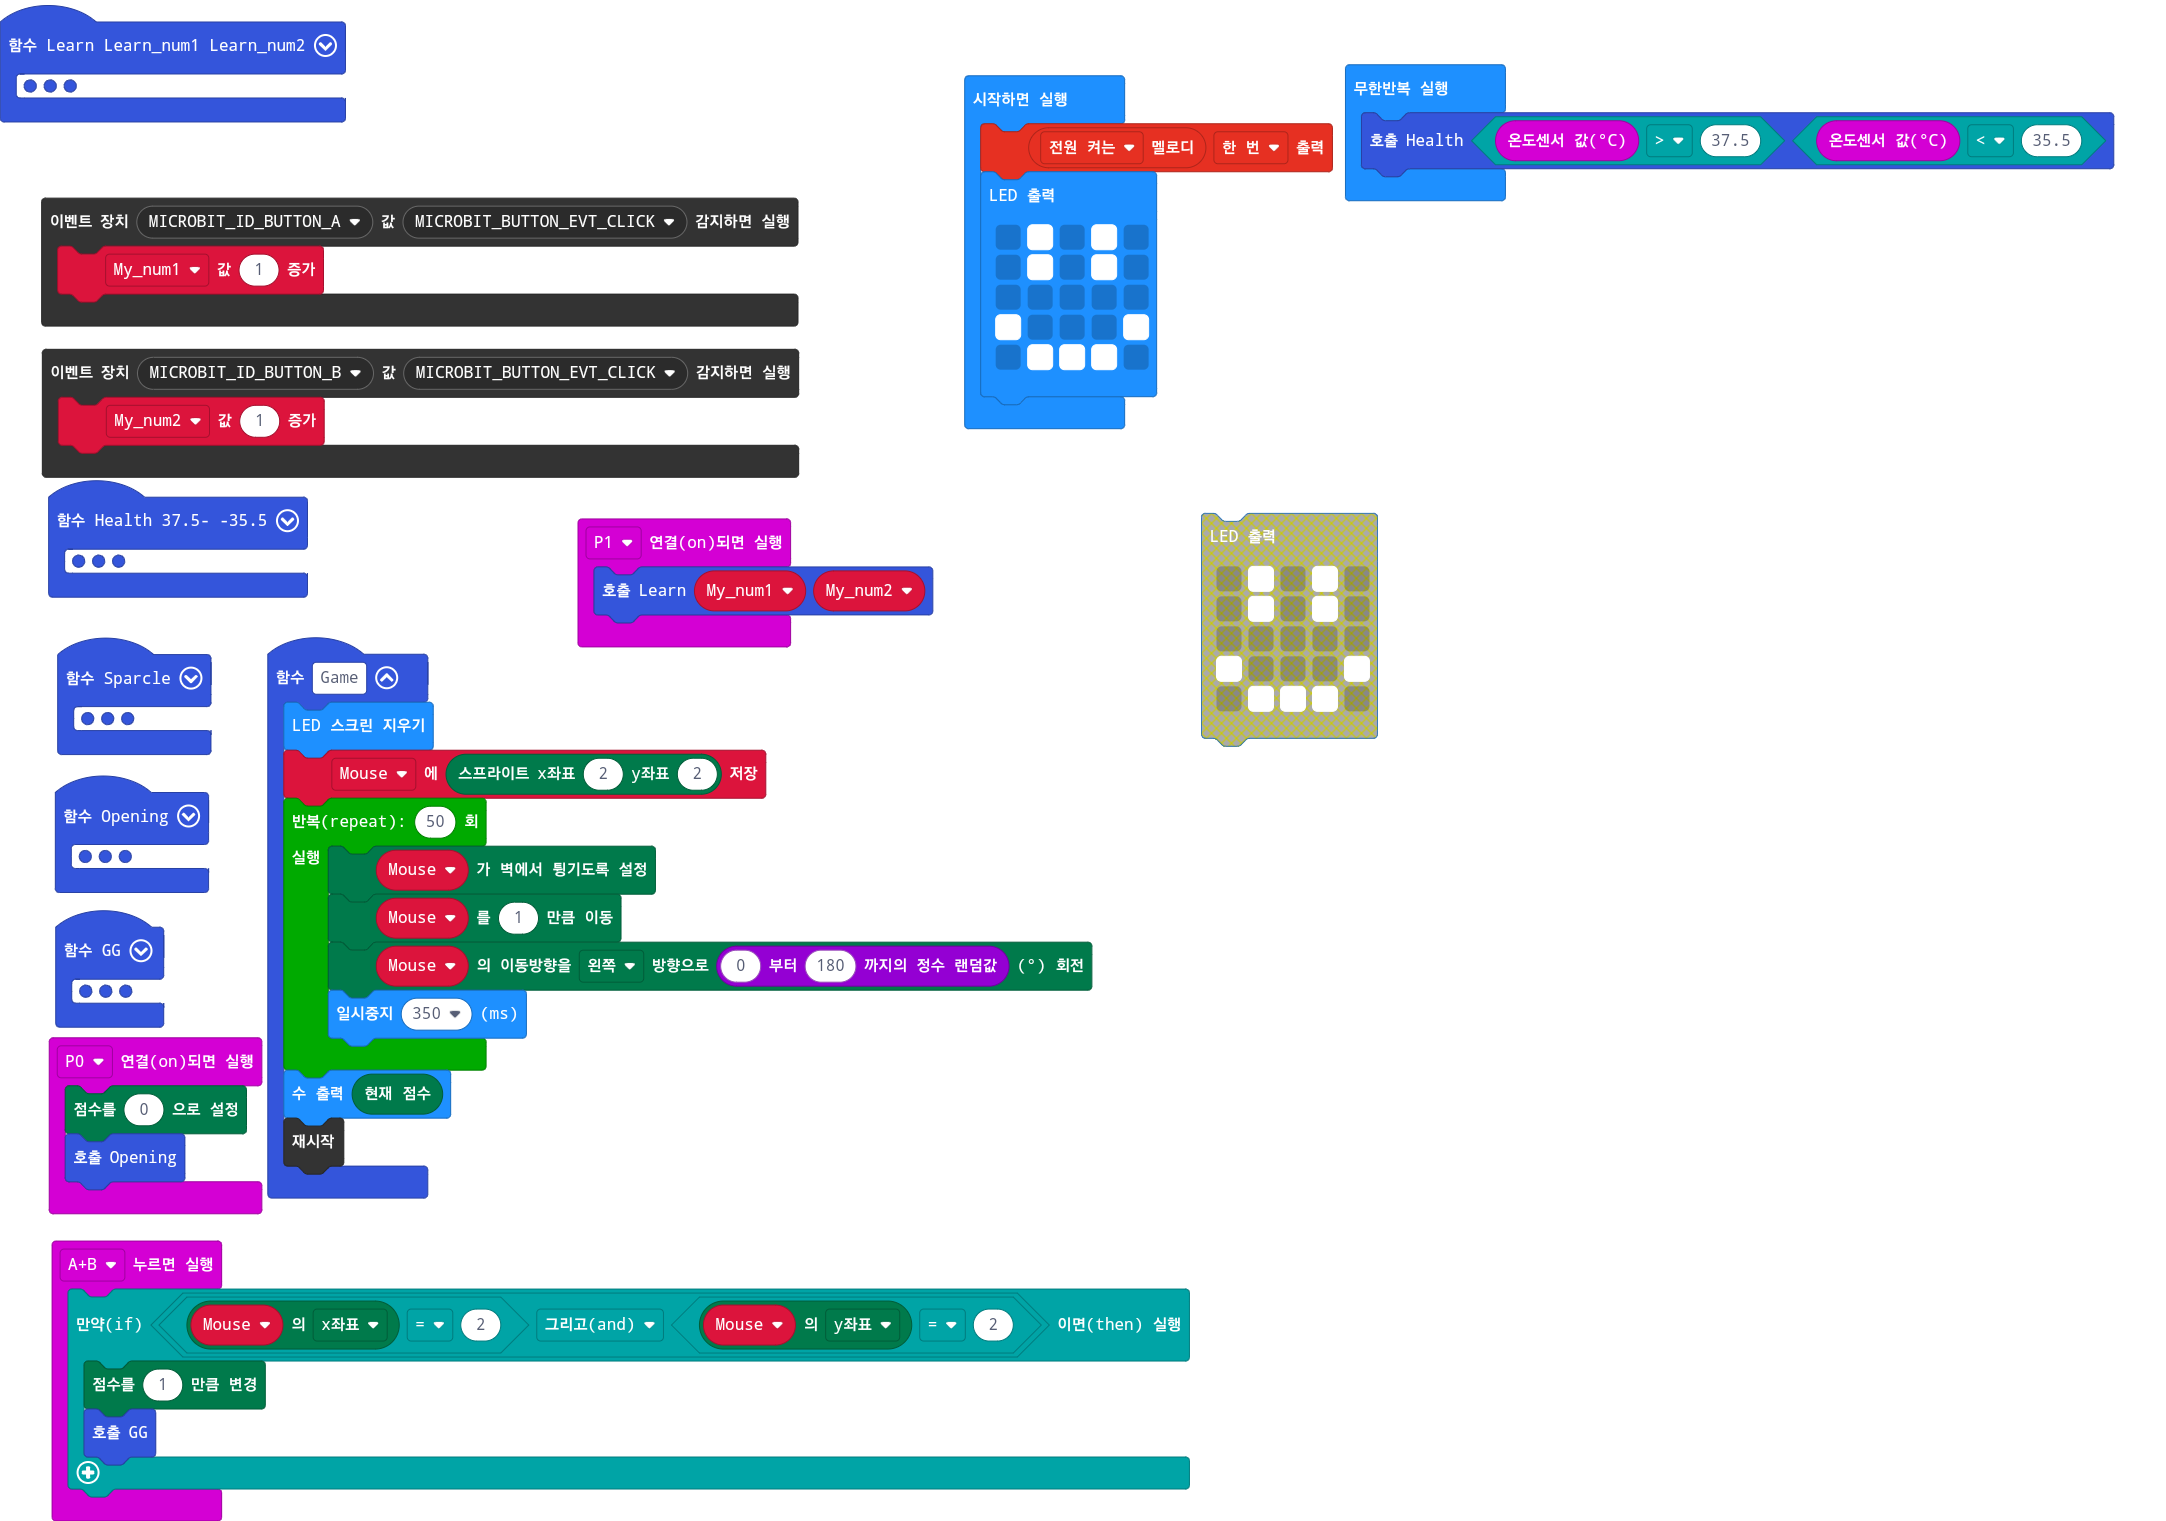 함수 Learn Learn_num1 Learn_num2
시작하면 실행
전원 켜는 멜로디 한 번 출력
LED 출력
무한반복 실행
호출 Health 온도센서 값(°C) > 37.5 온도센서 값(°C) < 35.5
이벤트 장치 MICROBIT_ID_BUTTON_A 값 MICROBIT_BUTTON_EVT_CLICK 감지하면 실행
My_num1 값 1 증가
이벤트 장치 MICROBIT_ID_BUTTON_B 값 MICROBIT_BUTTON_EVT_CLICK 감지하면 실행
My_num2 값 1 증가
함수 Health 37.5- -35.5
P1 연결(on)되면 실행
호출 Learn My_num1 My_num2
LED 출력
함수 Sparcle
함수 Opening
함수 GG
함수 Game
LED 스크린 지우기
Mouse 에 스프라이트 x좌표 2 y좌표 2 저장
반복(repeat): 50 회
실행
Mouse 가 벽에서 튕기도록 설정
Mouse 를 1 만큼 이동
Mouse 의 이동방향을 왼쪽 방향으로 0 부터 180 까지의 정수 랜덤값 (°) 회전
일시중지 350 (ms)
수 출력 현재 점수
재시작
P0 연결(on)되면 실행
점수를 0 으로 설정
호출 Opening
A+B 누르면 실행
만약(if) Mouse 의 x좌표 = 2 그리고(and) Mouse 의 y좌표 = 2 이면(then) 실행
점수를 1 만큼 변경
호출 GG